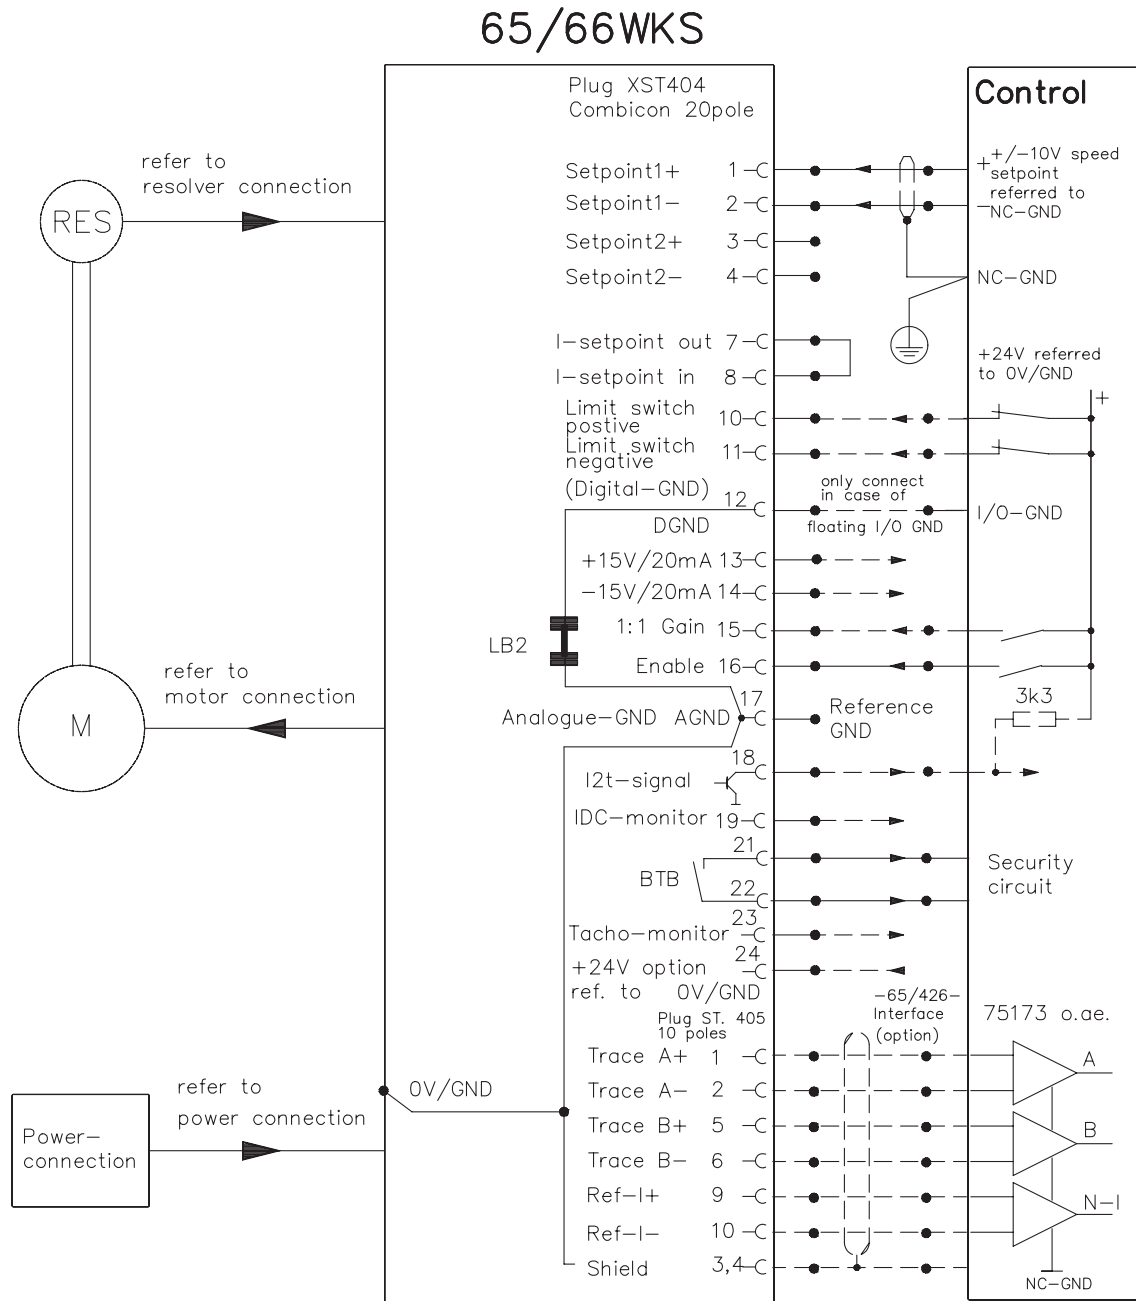 65/66WKS
Plug XST404
Combicon 20pole
Control
refer to
resolver connection
RES
Setpoint1+ 1
Setpoint1- 2
Setpoint2+ 3
Setpoint2- 4
+ +/-10V speed
setpoint
referred to
- NC-GND
NC-GND
I-setpoint out 7
I-setpoint in 8
+24V referred
to 0V/GND
+
Limit switch
postive 10
Limit switch
negative 11
(Digital-GND) 12
DGND
only connect
in case of
floating I/O GND
I/O-GND
+15V/20mA 13
-15V/20mA 14
1:1 Gain 15
LB2
Enable 16
refer to
motor connection
M
3k3
17
Analogue-GND AGND
Reference
GND
18
I2t-signal
IDC-monitor 19
21
BTB
22
Security
circuit
23
Tacho-monitor
24
+24V option
ref. to 0V/GND
-65/426-
Interface
(option)
75173 o.ae.
Plug ST. 405
10 poles
Trace A+ 1
A
Trace A- 2
0V/GND
refer to
power connection
Power-
connection
Trace B+ 5
B
Trace B- 6
Ref-I+ 9
N-I
Ref-I- 10
Shield 3,4
NC-GND